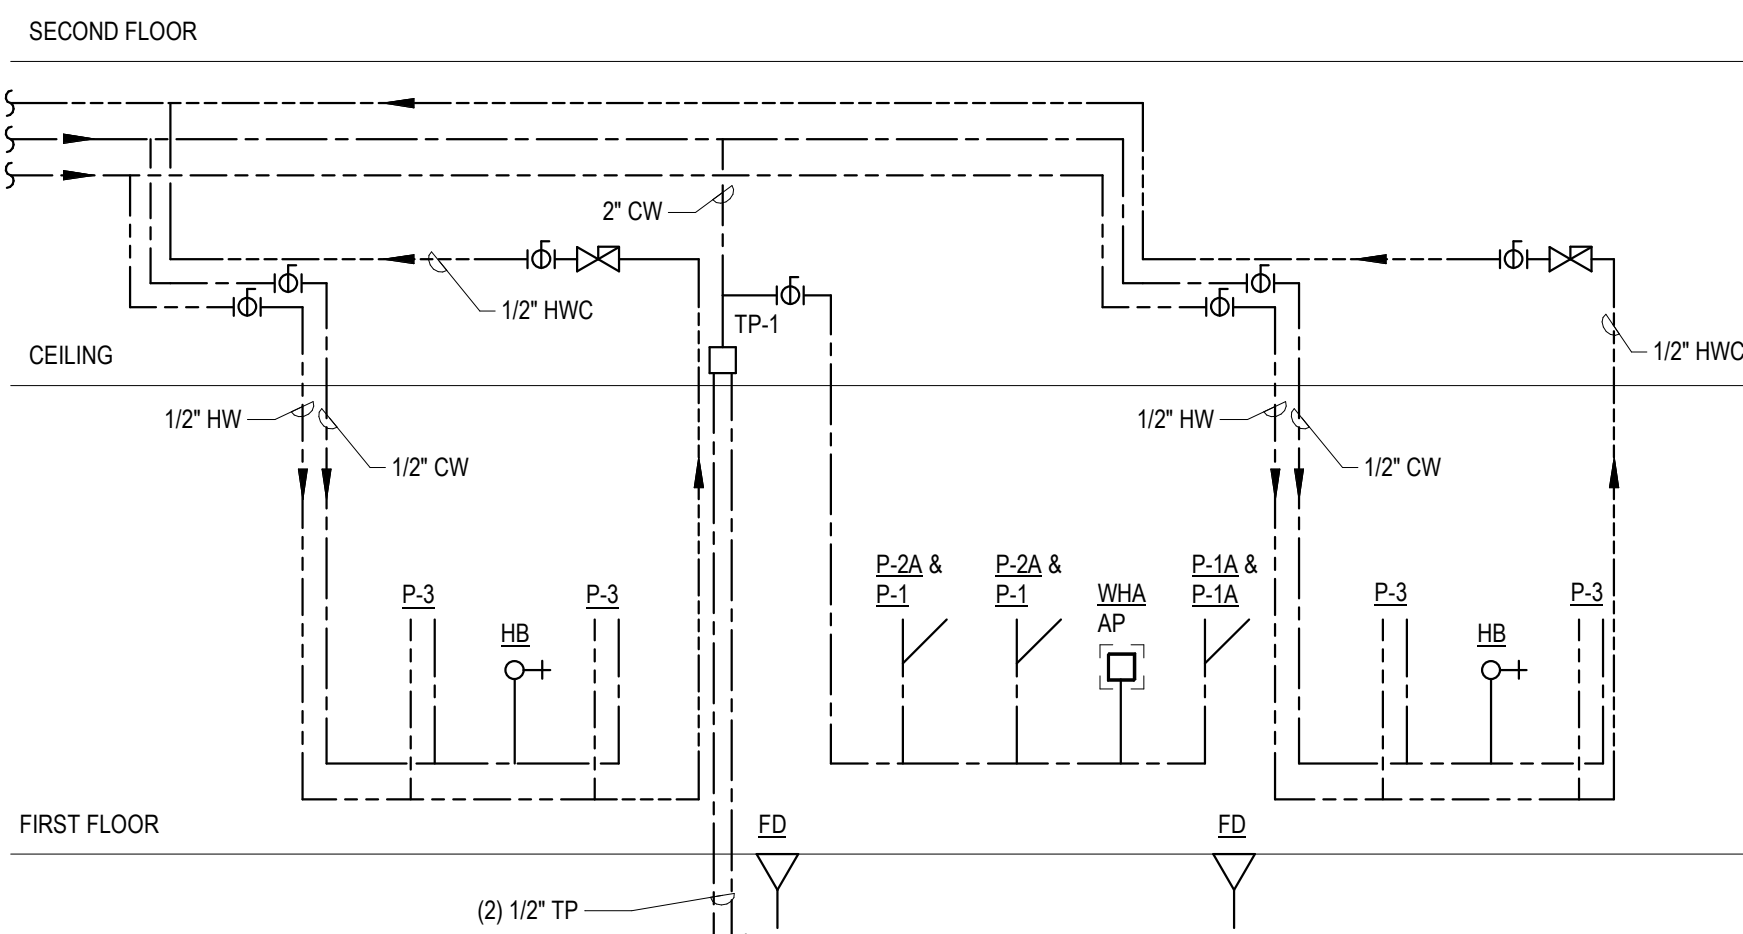 SECOND FLOOR
2" CW
1/2" HWC
TP-1
1/2" HWC
CEILING
1/2" HW
1/2" HW
1/2" CW
1/2" CW
P-2A &
P-1
P-2A &
P-1
P-1A &
P-1A
P-3
P-3
WHA
AP
P-3
P-3
HB
HB
FIRST FLOOR
FD
FD
(2) 1/2" TP